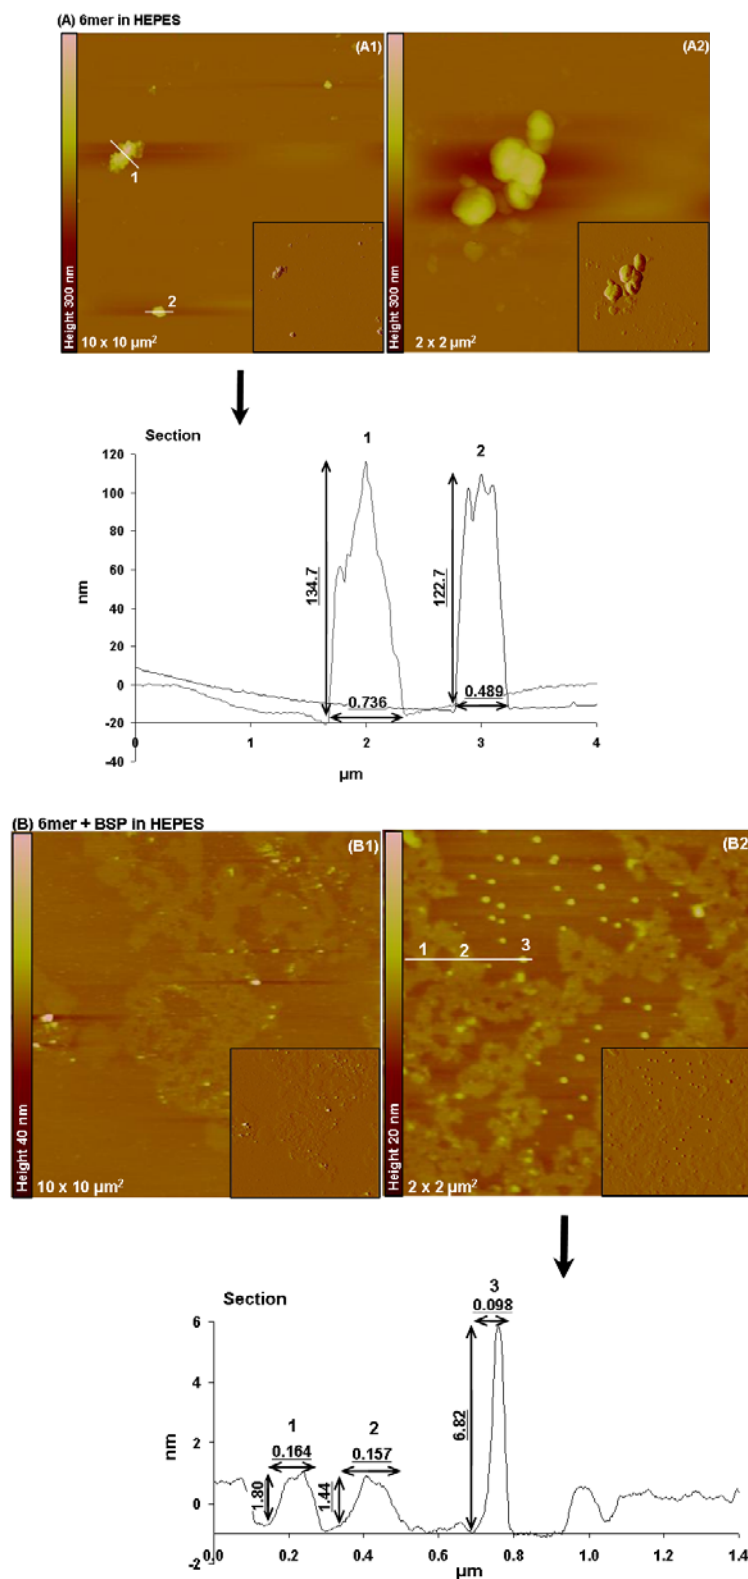 (A) 6mer in HEPES
(A1)
(A2)
1
2
Height 300 nm
10 x 10 µm²
Height 300 nm
2 x 2 µm²
Section
1
2
120
100
80
60
40
20
0
-20
-40
nm
134.7
0.736
122.7
0.489
0
1
2
3
4
µm
(B) 6mer + BSP in HEPES
(B1)
(B2
1
2
3
Height 40 nm
10 x 10 µm²
Height 20 nm
2 x 2 µm²
Section
3
0.098
6
4
2
0
-2
nm
1
0.164
1.80
2
0.157
1.44
6.82
0.0
0.2
0.4
0.6
0.8
1.0
1.2
1.4
µm